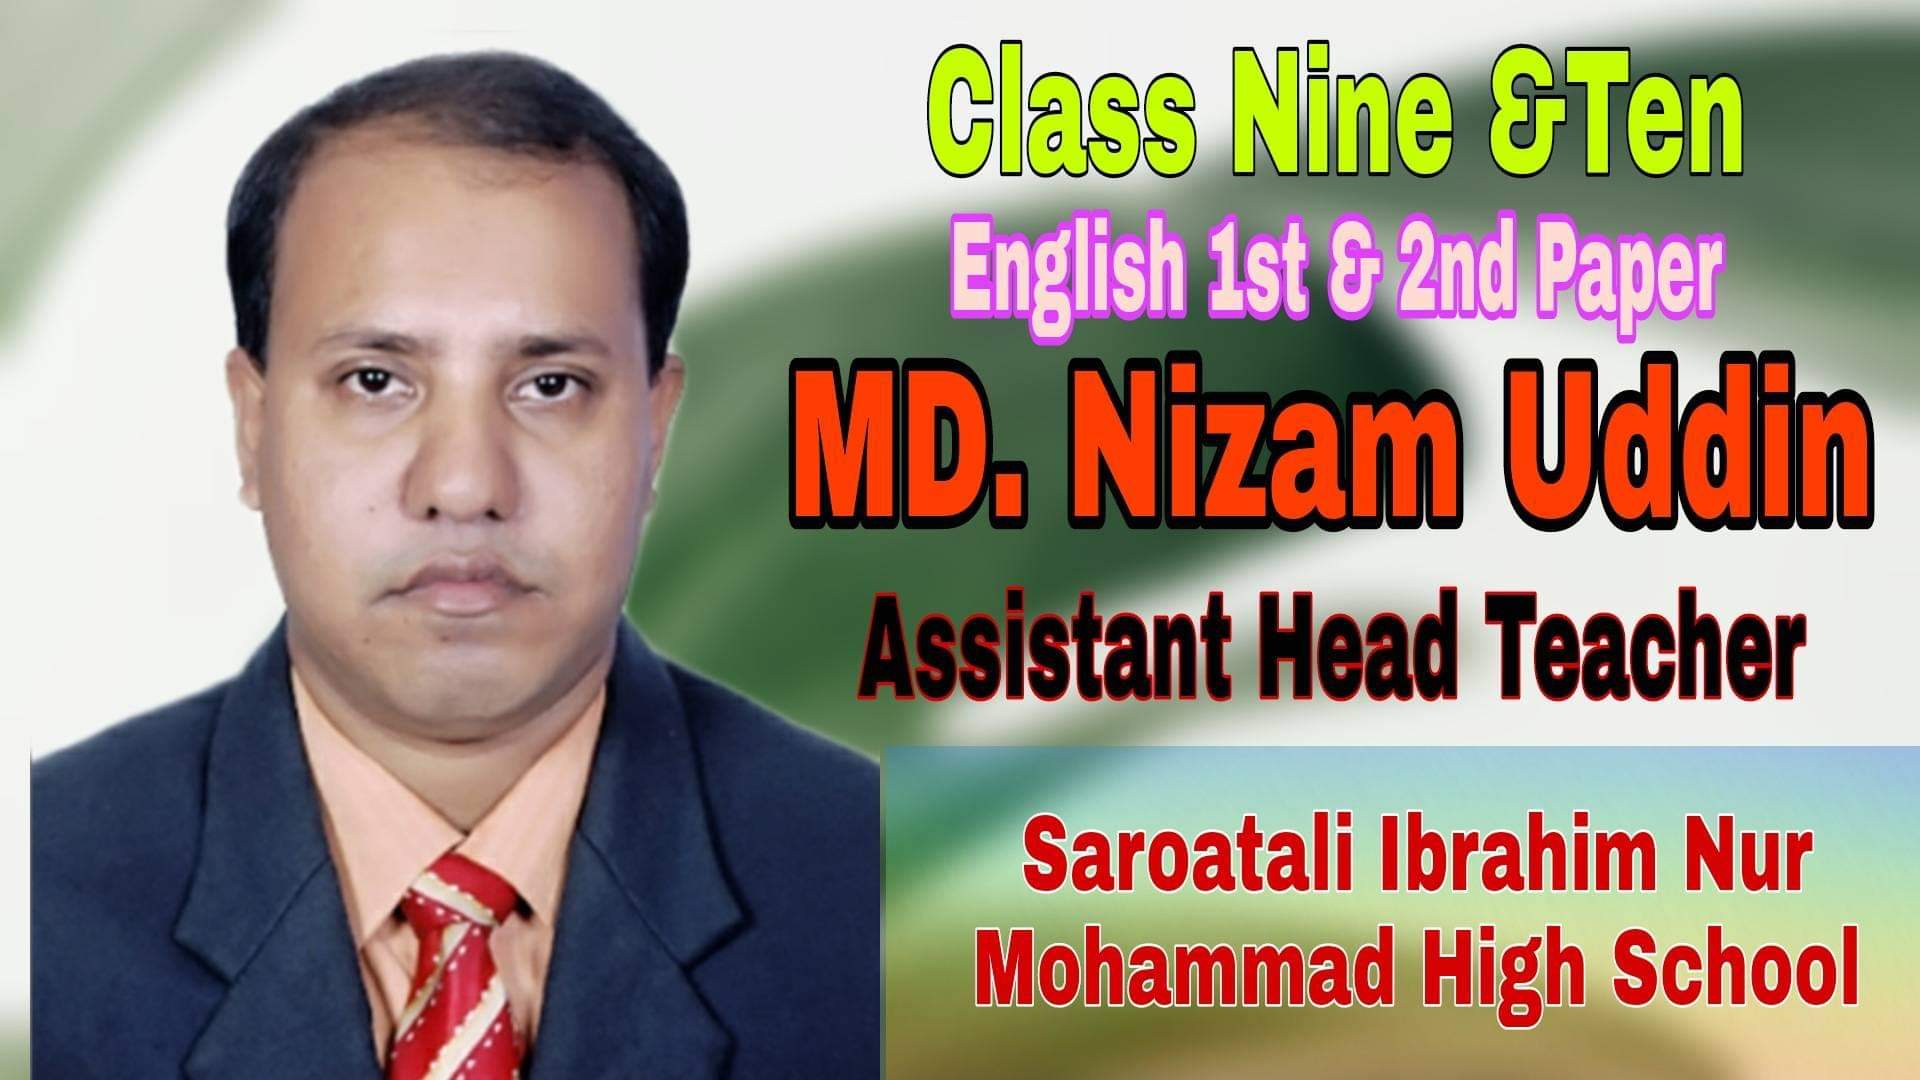 Class Nine &Ten
English 1st & 2nd Paper
MD. Nizam Uddin
Assistant Head Teacher
Saroatali Ibrahim Nur
Mohammad High School